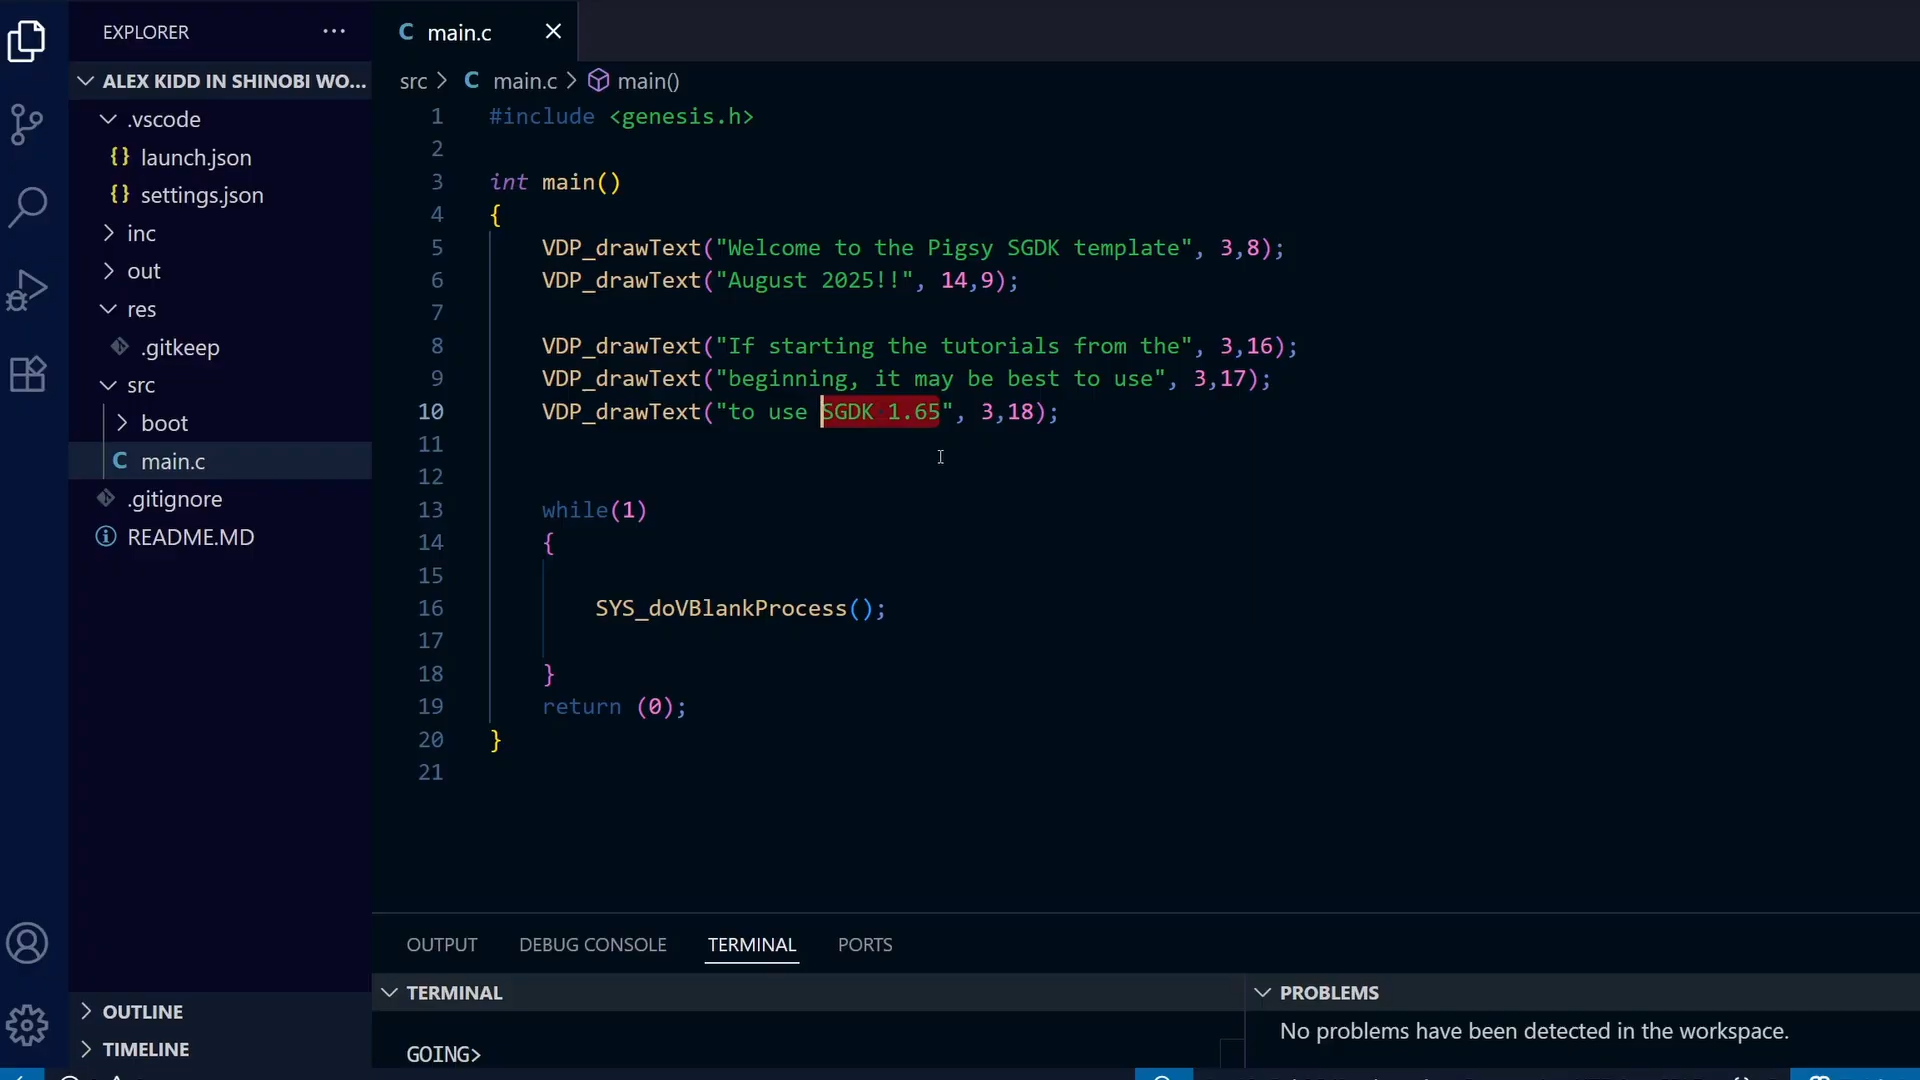 EXPLORER ···
main.c
ALEX KIDD IN SHINOBI WO...
.vscode
launch.json
settings.json
inc
out
res
.gitkeep
src
boot
main.c
.gitignore
README.MD
OUTLINE
TIMELINE
src > main.c > main()
1 #include <genesis.h>
2
3 int main()
4 {
5 VDP_drawText("Welcome to the Pigsy SGDK template", 3,8);
6 VDP_drawText("August 2025!!", 14,9);
7
8 VDP_drawText("If starting the tutorials from the", 3,16);
9 VDP_drawText("beginning, it may be best to use", 3,17);
10 VDP_drawText("to use SGDK 1.65", 3,18);
11
12
13 while(1)
14 {
15
16 SYS_doVBlankProcess();
17
18 }
19 return (0);
20 }
21
OUTPUT DEBUG CONSOLE TERMINAL PORTS
TERMINAL
GOING>
PROBLEMS
No problems have been detected in the workspace.